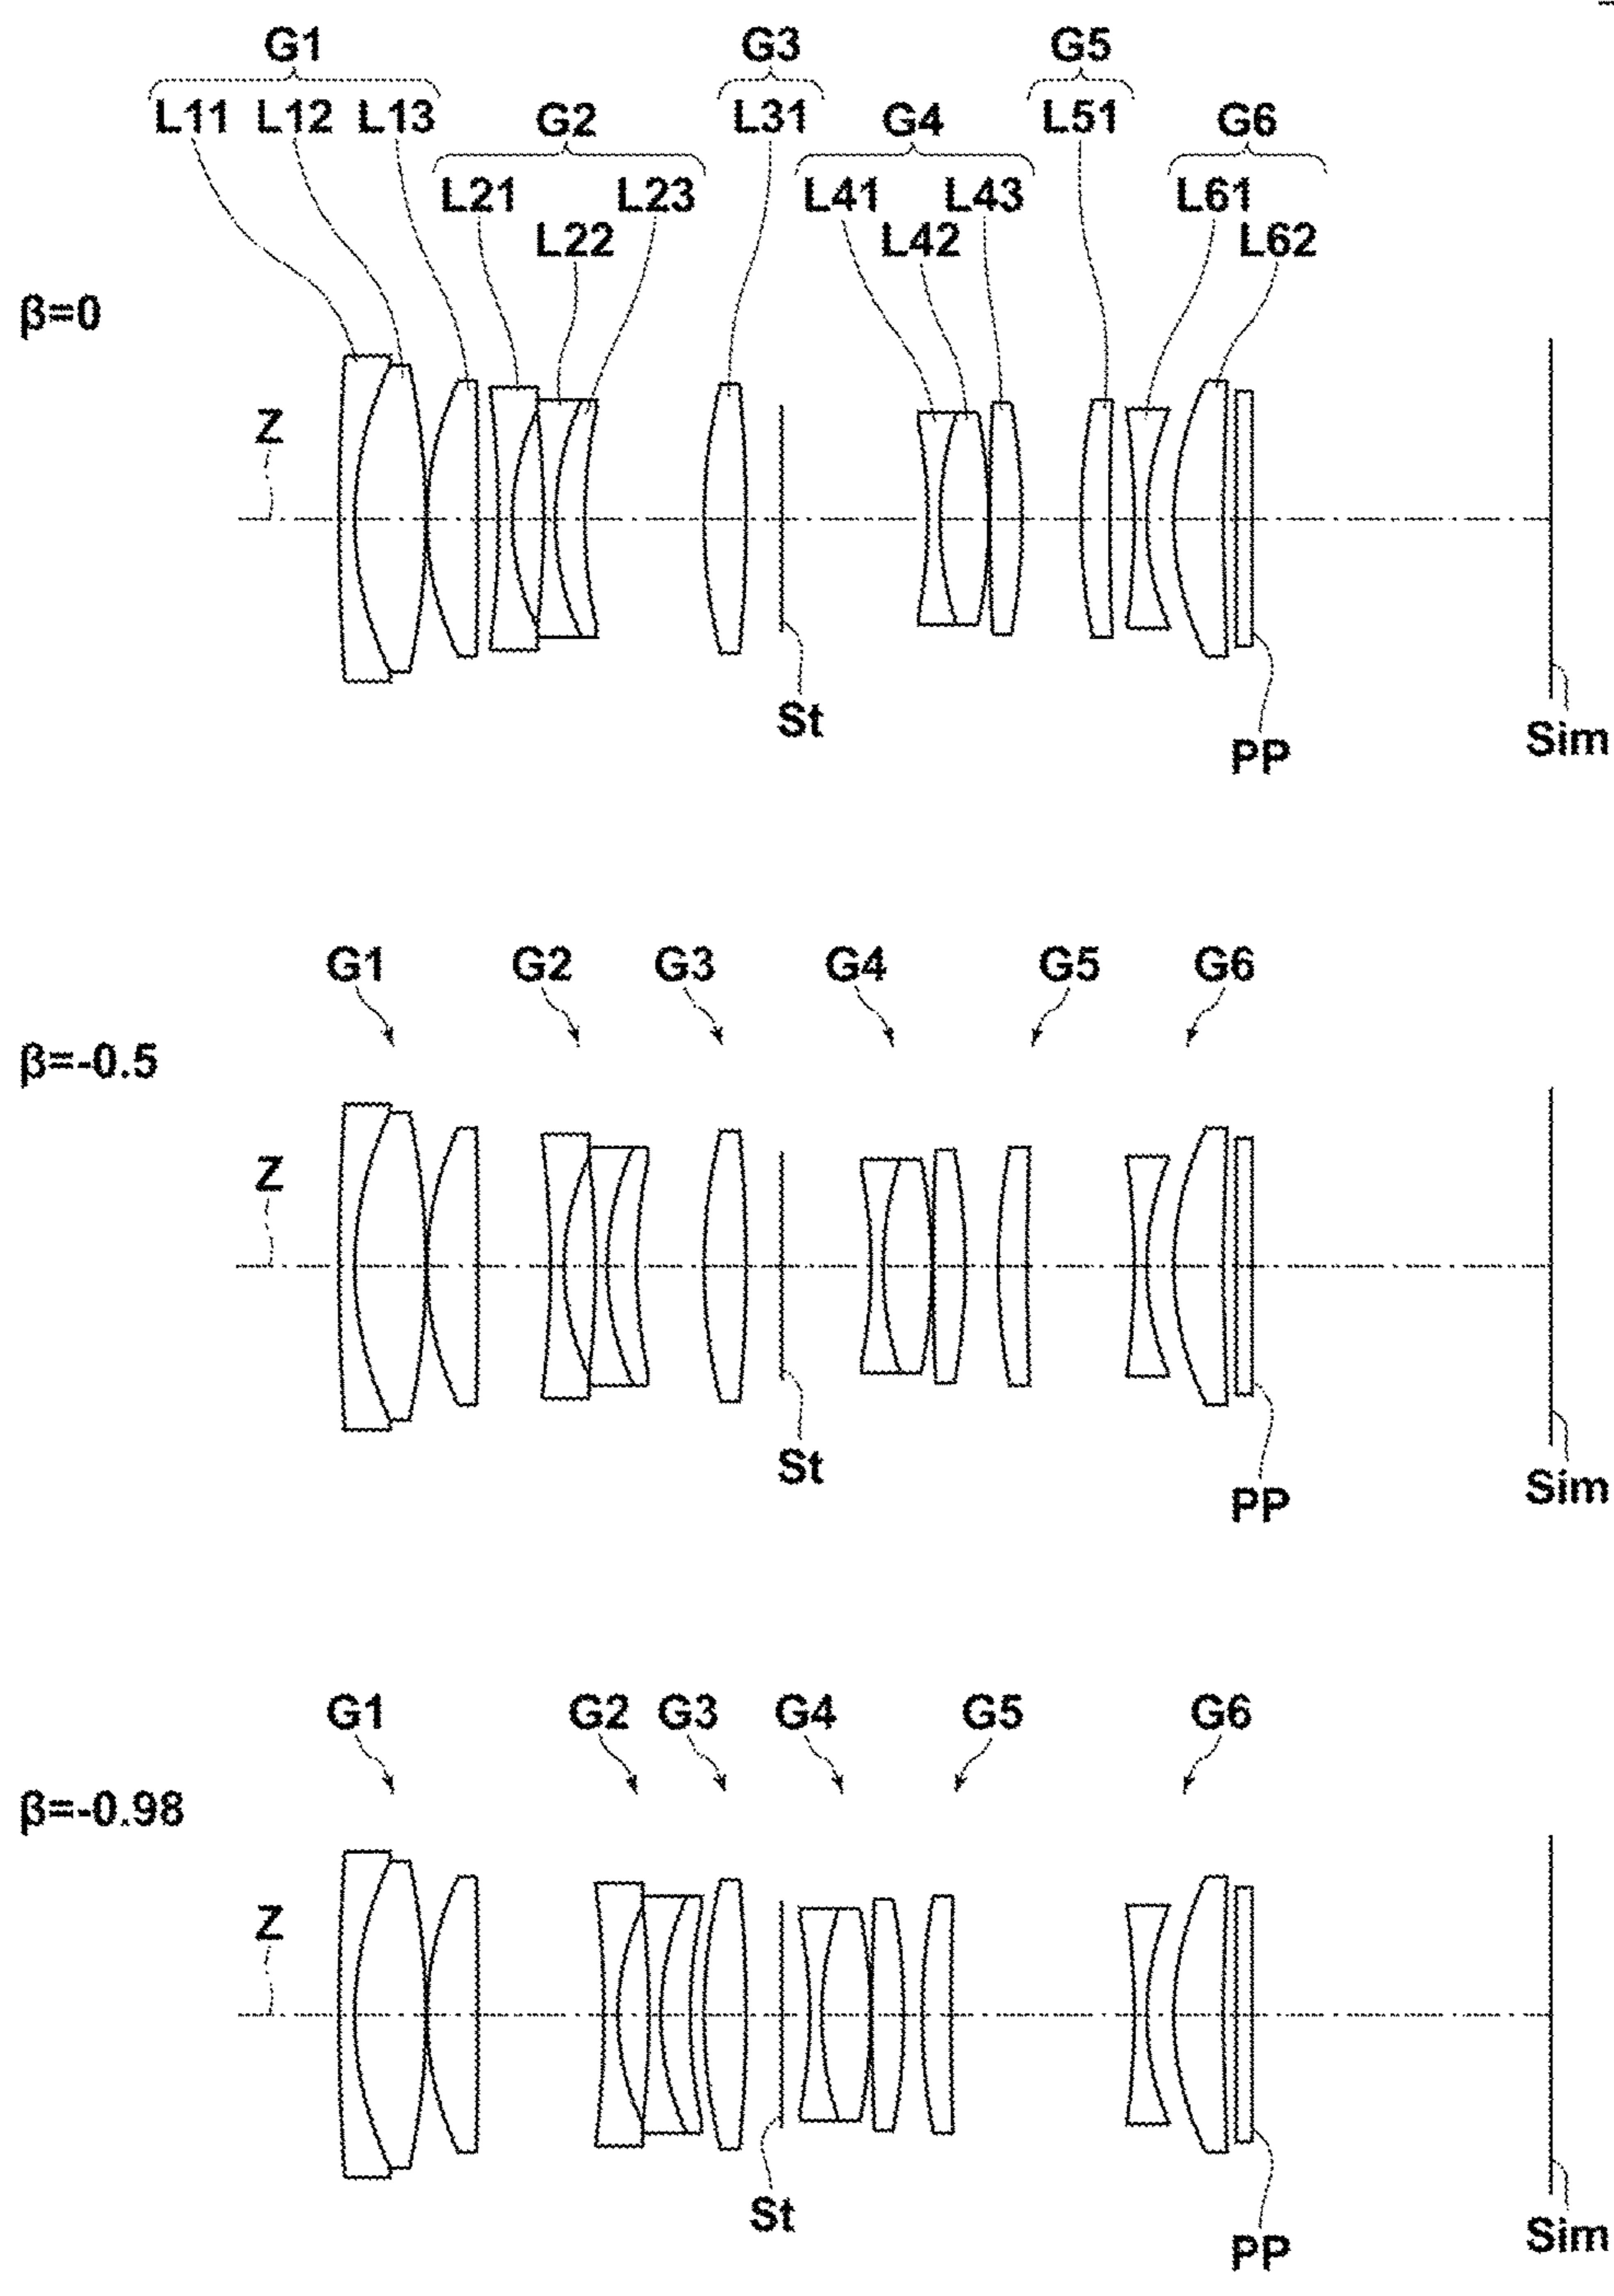 G1 G3 G5
L11 L12 L13 G2 L31 G4 L51 G6
L21 L23 L41 L43 L61
L22 L42 L62
β=0
Z
St
PP
Sim
G1 G2 G3 G4 G5 G6
β=-0.5
Z
St
PP
Sim
G1 G2 G3 G4 G5 G6
β=-0.98
Z
St
PP
Sim